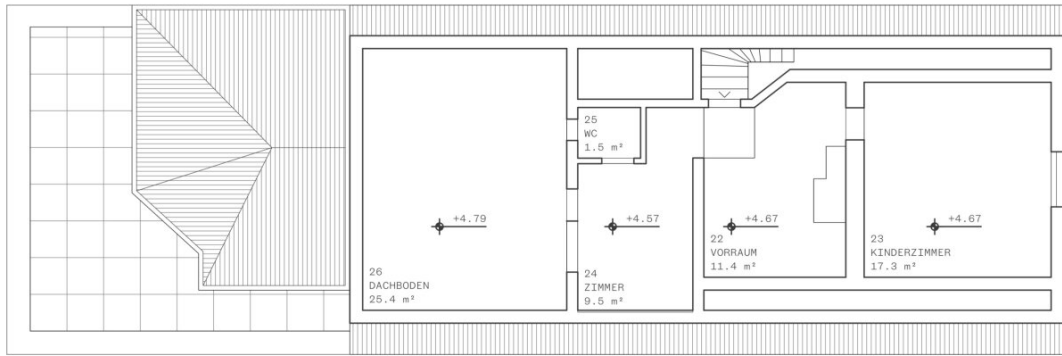 25
WC
1.5 m²
+4.79
+4.57
+4.67
+4.67
26
DACHBODEN
25.4 m²
24
ZIMMER
9.5 m²
22
VORRAUM
11.4 m²
23
KINDERZIMMER
17.3 m²